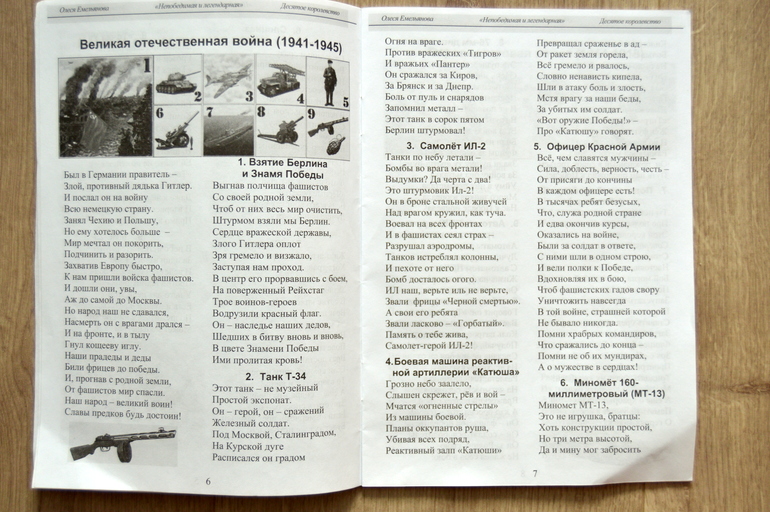 Олеся Емельянова
«Непобедимая и легендарная»
Десятое королевство
Великая отечественная война (1941-1945)
1
2
3
4
5
6
7
8
9
Был в Германии правитель –
Злой, противный дядька Гитлер.
И послал он на войну
Всю немецкую страну.
Занял Чехию и Польшу,
Но ему хотелось больше –
Мир мечтал он покорить,
Подчинить и разорить.
Захватив Европу быстро,
К нам пришли войска фашистов.
И дошли они, увы,
Аж до самой до Москвы.
Но народ наш не сдавался,
Насмерть он с врагами дрался –
И на фронте, и в тылу
Гнул кощееву иглу.
Наши прадеды и деды
Били фрицев до победы.
И, прогнав с родной земли,
От фашистов мир спасли.
Наш народ – великий воин!
Славы предков будь достоин!
1. Взятие Берлина
и Знамя Победы
Выгнав полчища фашистов
Со своей родной земли,
Чтоб от них весь мир очистить,
Штурмом взяли мы Берлин.
Сердце вражеской державы,
Злого Гитлера оплот
Зря гремело и визжало,
Заступая нам проход.
В центр его прорвавшись с боем,
На поверженный Рейхстаг
Трое воинов-героев
Водрузили красный флаг.
Он – наследье наших дедов,
Шедших в битву вновь и вновь,
В цвете Знамени Победы
Ими пролитая кровь!
2. Танк Т-34
Этот танк – не музейный
Простой экспонат.
Он – герой, он – сражений
Железный солдат.
Под Москвой, Сталинградом,
На Курской дуге
Расписался он градом
6
Олеся Емельянова
«Непобедимая и легендарная»
Десятое королевство
Огня на враге.
Против вражеских «Тигров»
И вражьих «Пантер»
Он сражался за Киров,
За Брянск и за Днепр.
Боль от пуль и снарядов
Запомнил металл –
Этот танк в сорок пятом
Берлин штурмовал!
3. Самолёт ИЛ-2
Танки по небу летали –
Бомбы во врага метали!
Выдумки? Да черта с два!
Это штурмовик Ил-2!
Он в броне стальной живучей
Над врагом кружил, как туча.
Воевал на всех фронтах
И в фашистах сеял страх –
Разрушал аэродромы,
Танков истреблял колонны,
И пехоте от него
Бомб досталось ого.
ИЛ наш, верьте иль не верьте,
Звали фрицы «Черной смертью».
А свои его ребята
Звали ласково – «Горбатый».
Память о тебе жива,
Самолет-герой ИЛ-2!
4.Боевая машина реактив-
ной артиллерии «Катюша»
Грозно небо заалело,
Слышен скрежет, рёв и вой –
Мчатся «огненные стрелы»
Из машины боевой.
Планы оккупантов руша,
Убивая всех подряд,
Реактивный залп «Катюши»
Превращал сраженье в ад –
От ракет земля горела,
Всё гремело и рвалось,
Словно ненависть кипела,
Шли в атаку боль и злость,
Мстя врагу за наши беды,
За убитых им солдат.
«Вот оружие Победы!» –
Про «Катюшу» говорят.
5. Офицер Красной Армии
Всё, чем славятся мужчины –
Сила, доблесть, верность, честь –
От присяги до кончины
В каждом офицере есть!
В тысячах ребят безусых,
Что, служа родной стране
И едва окончив курсы,
Оказались на войне,
Были за солдат в ответе,
С ними шли в одном строю,
И вели полки к Победе,
Вдохновляя их в бою,
Чтоб фашистских гадов свору
Уничтожить навсегда
В той войне, страшней которой
Не бывало никогда.
Помни храбрых командиров,
Что сражались до конца –
Помни не об их мундирах,
А о мужестве в сердцах!
6. Миномёт 160-
миллиметровый (МТ-13)
Миномет МТ-13,
Это не игрушка, братцы:
Хоть конструкции простой,
Но три метра высотой,
Да и мину мог забросить
7